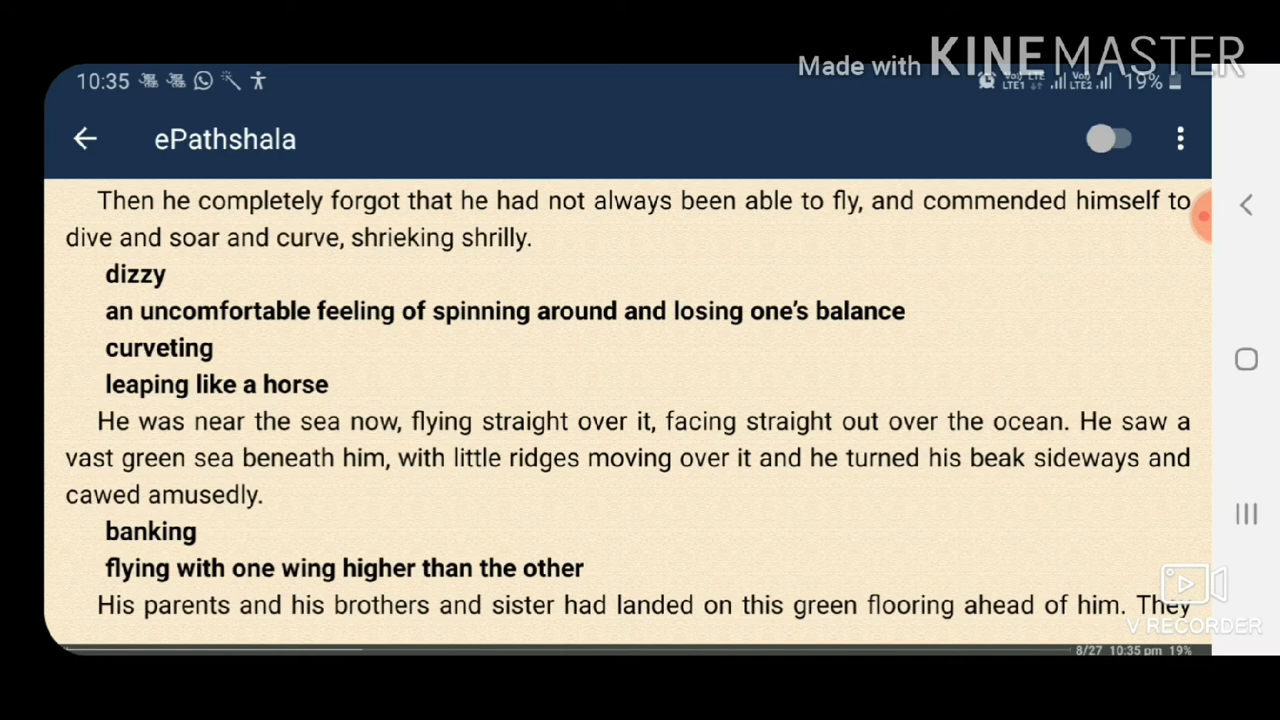 Made with KINEMASTER
10:35 19%
ePathshala
Then he completely forgot that he had not always been able to fly, and commended himself to
dive and soar and curve, shrieking shrilly.
dizzy
an uncomfortable feeling of spinning around and losing one's balance
curveting
leaping like a horse
He was near the sea now, flying straight over it, facing straight out over the ocean. He saw a
vast green sea beneath him, with little ridges moving over it and he turned his beak sideways and
cawed amusedly.
banking
flying with one wing higher than the other
His parents and his brothers and sister had landed on this green flooring ahead of him. They
V RECORDER
8/27 10:35 pm 19%